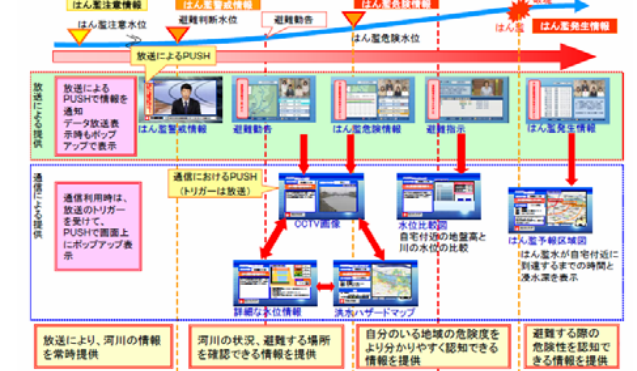 はん濫注意情報
はん濫警戒情報
はん濫危険情報
はん濫注意水位
避難判断水位
避難勧告
はん濫危険水位
はん濫
はん濫発生情報
放送によるPUSH
放送による提供
放送による
PUSHで情報を
通知
データ放送表
示時もポップ
アップで表示
はん濫警戒情報
避難勧告
はん濫危険情報
避難指示
はん濫発生情報
通信による提供
通信利用時は、
放送のトリガー
を受けて、
PUSHで画面上
にポップアップ表
示
通信におけるPUSH
(トリガーは放送)
CCTV画像
水位比較図
自宅付近の地盤高と
川の水位の比較
はん濫予報区域図
はん濫水が自宅付近に
到達するまでの時間と
浸水深を表示
詳細な水位情報
洪水ハザードマップ
放送により、河川の情報
を常時提供
河川の状況、避難する場所
を確認できる情報を提供
自分のいる地域の危険度を
より分かりやすく認知できる
情報を提供
避難する際の
危険性を認知で
きる情報を提供